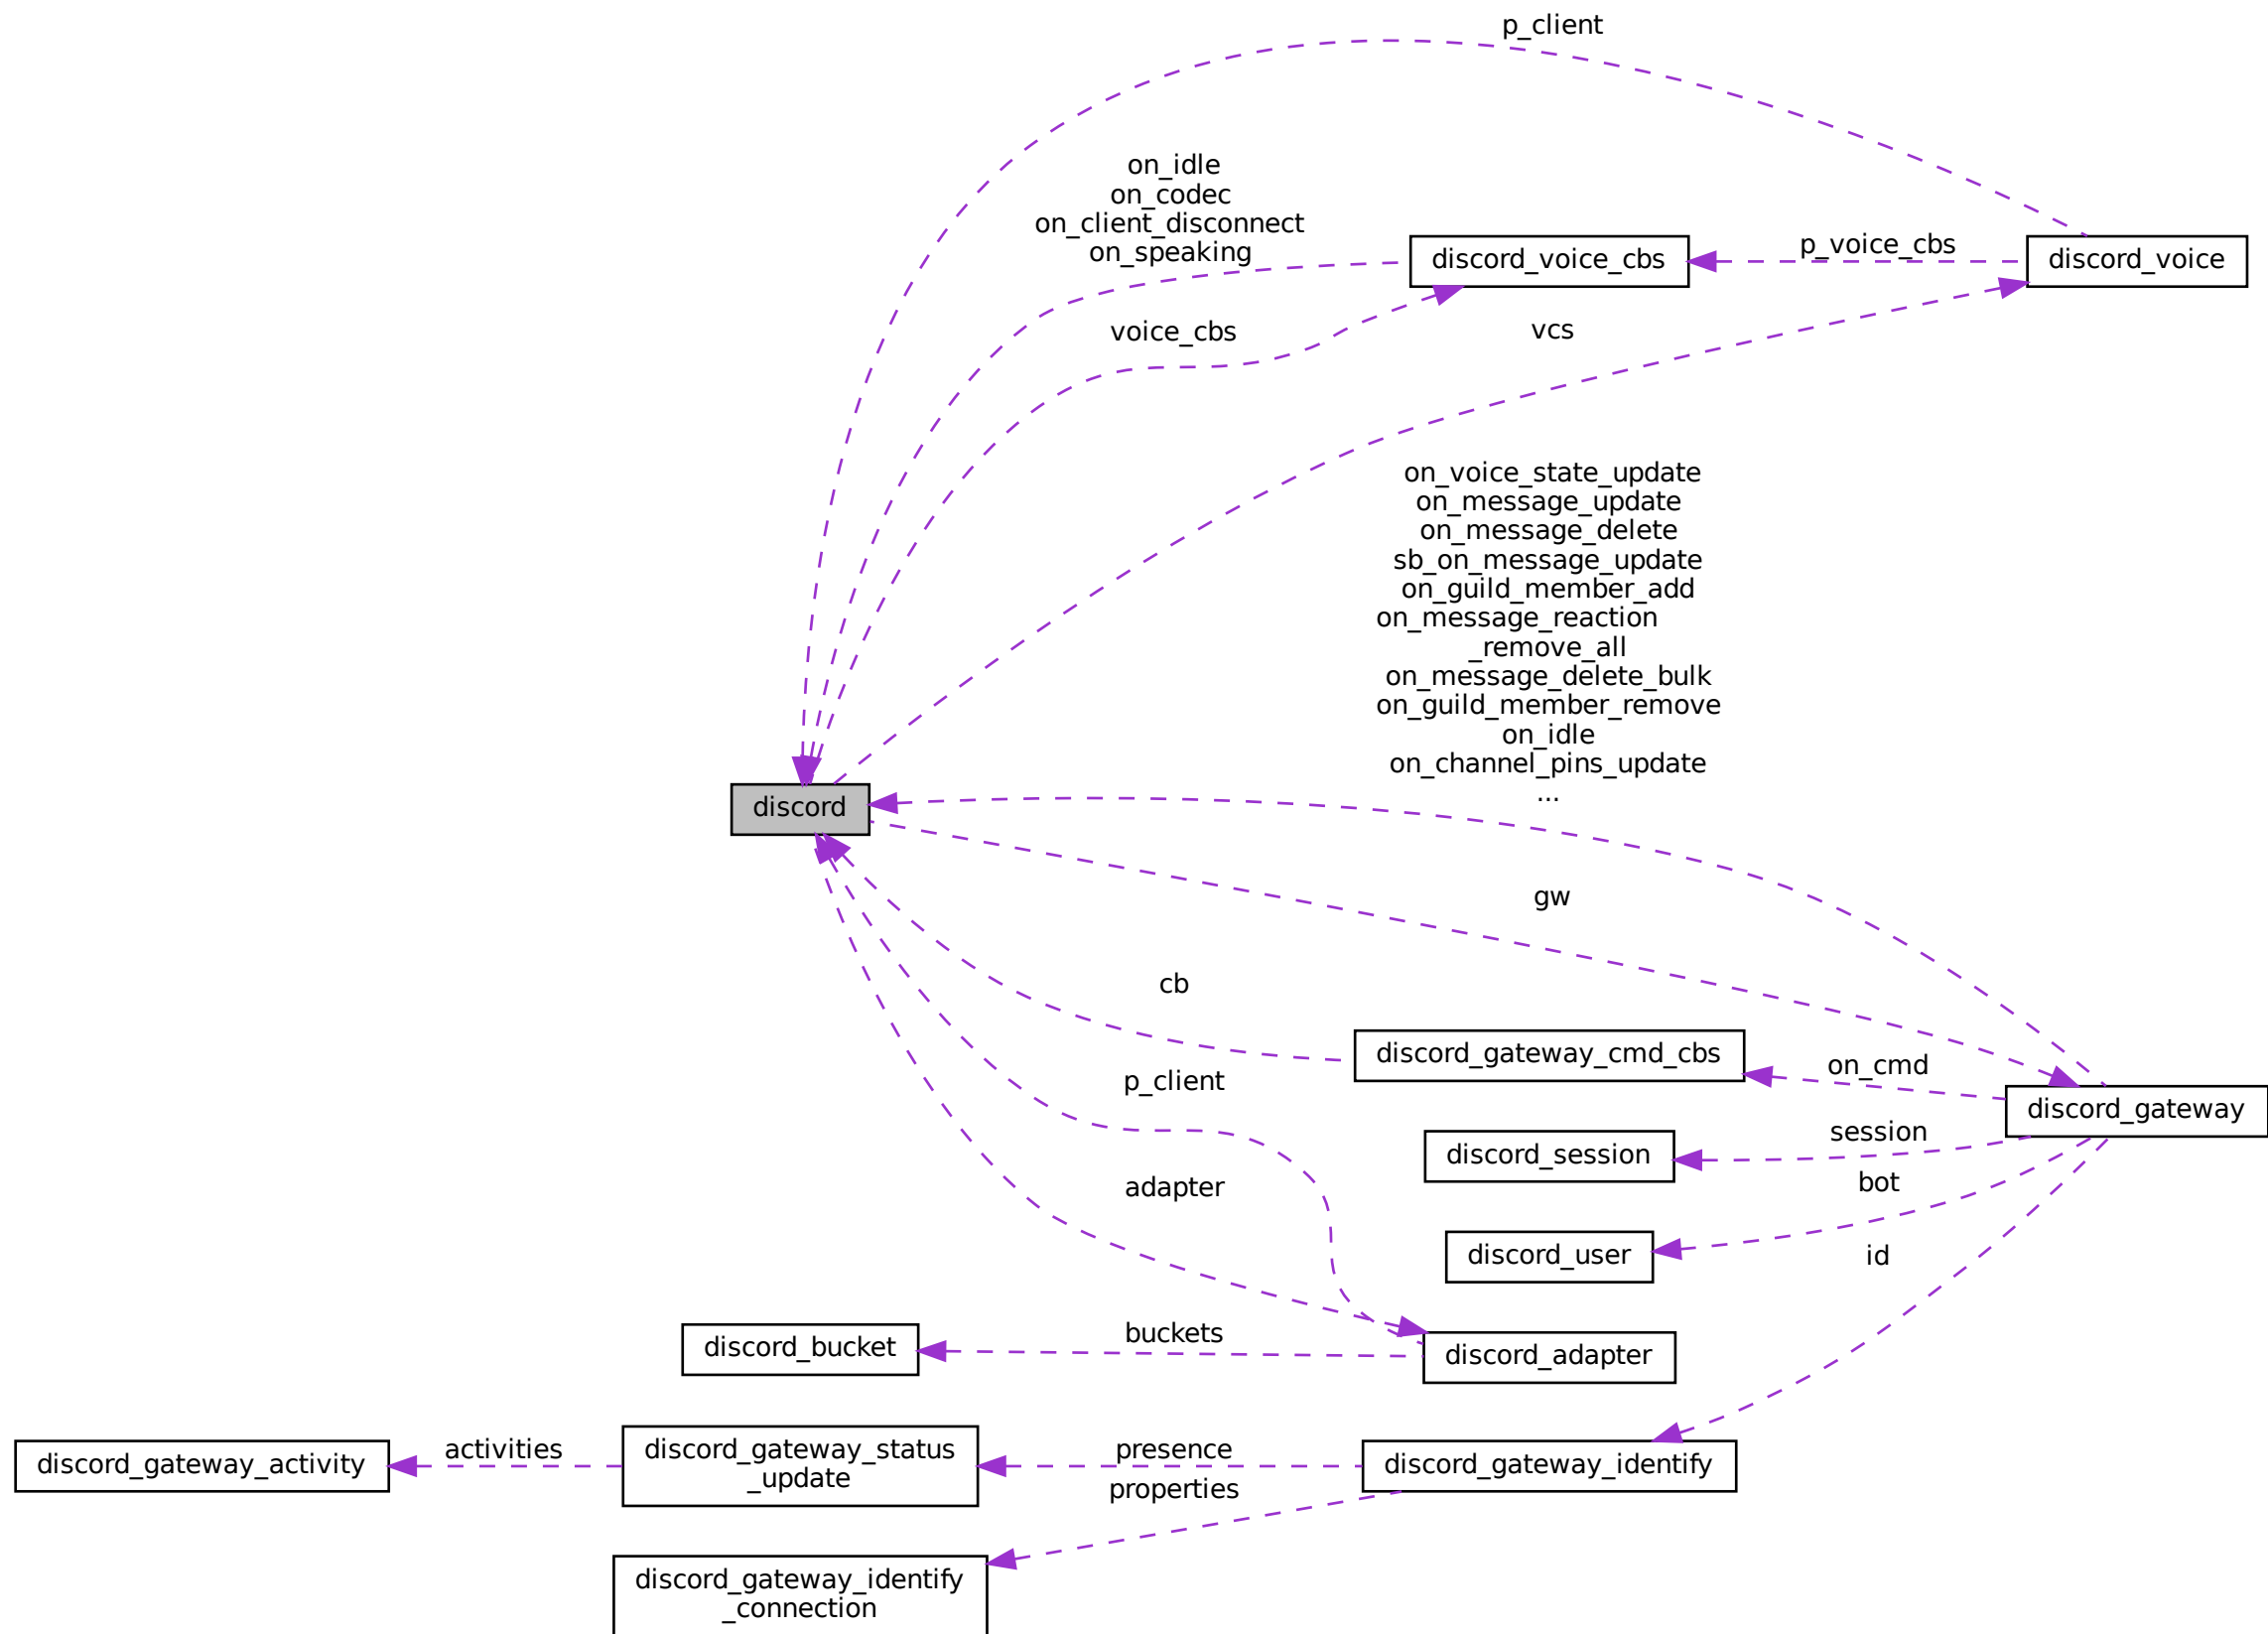 p_client
on_idle
on_codec
on_client_disconnect
on_speaking
discord_voice_cbs
p_voice_cbs
discord_voice
voice_cbs
vcs
on_voice_state_update
on_message_update
on_message_delete
sb_on_message_update
on_guild_member_add
on_message_reaction
_remove_all
on_message_delete_bulk
on_guild_member_remove
on_idle
on_channel_pins_update
...
discord
gw
cb
discord_gateway_cmd_cbs
on_cmd
discord_gateway
p_client
session
discord_session
bot
adapter
discord_user
id
discord_bucket
buckets
discord_adapter
discord_gateway_activity
activities
discord_gateway_status
_update
presence
discord_gateway_identify
properties
discord_gateway_identify
_connection